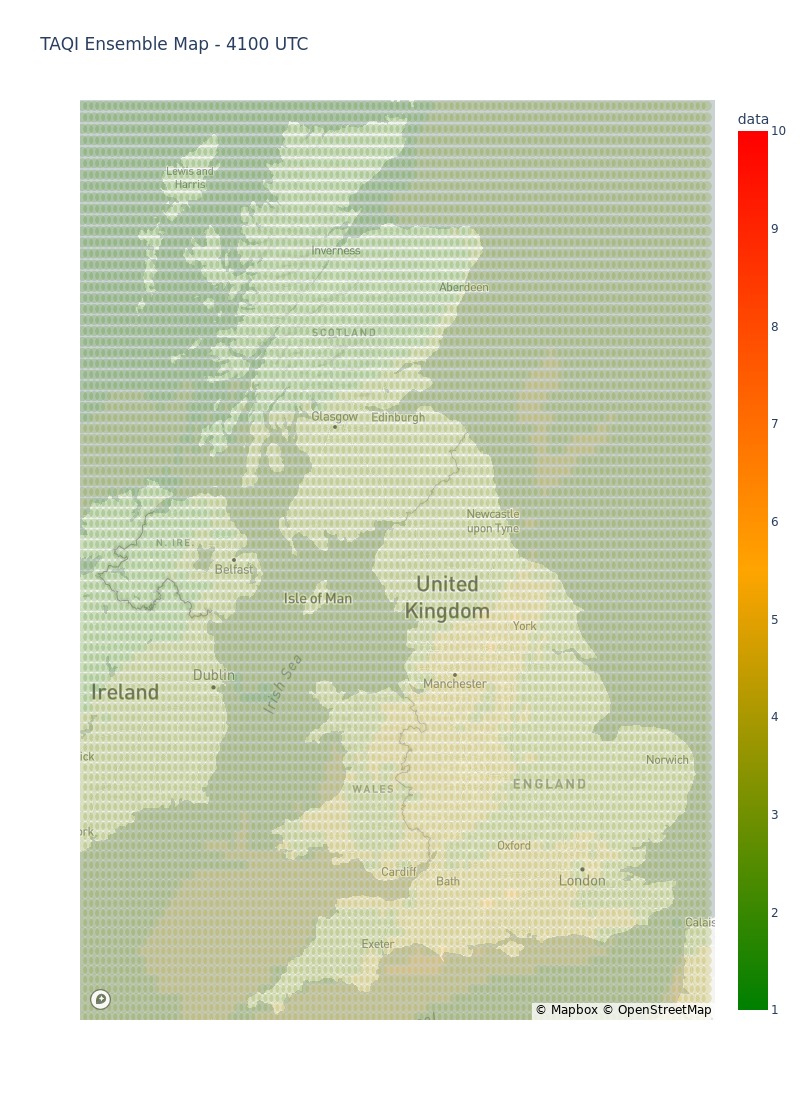 TAQI Ensemble Map - 4100 UTC
data
10
9
8
7
6
5
4
3
2
1
Lewis and
Harris
Inverness
Aberdeen
SCOTLAND
Glasgow
Edinburgh
Newcastle
upon Tyne
N. IRE.
Belfast
Isle of Man
United
Kingdom
York
Manchester
Dublin
Irish Sea
Ireland
ick
Norwich
WALES
ENGLAND
rk
Oxford
Cardiff
Bath
London
Calais
Exeter
© Mapbox © OpenStreetMap